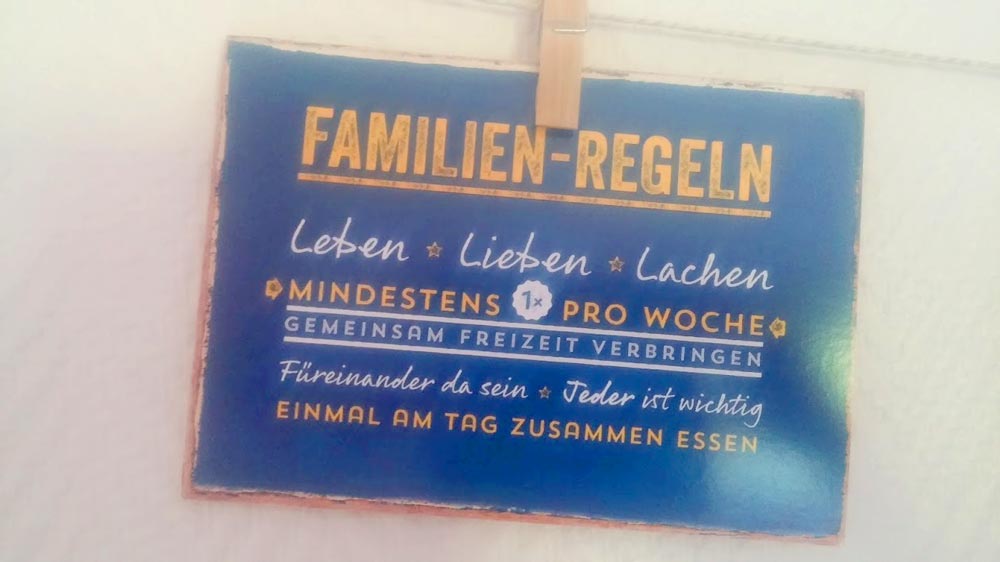 FAMILIEN-REGELN
Leben ★ Lieben ★ Lachen
MINDESTENS 1x PRO WOCHE
GEMEINSAM FREIZEIT VERBRINGEN
Füreinander da sein ★ Jeder ist wichtig
EINMAL AM TAG ZUSAMMEN ESSEN